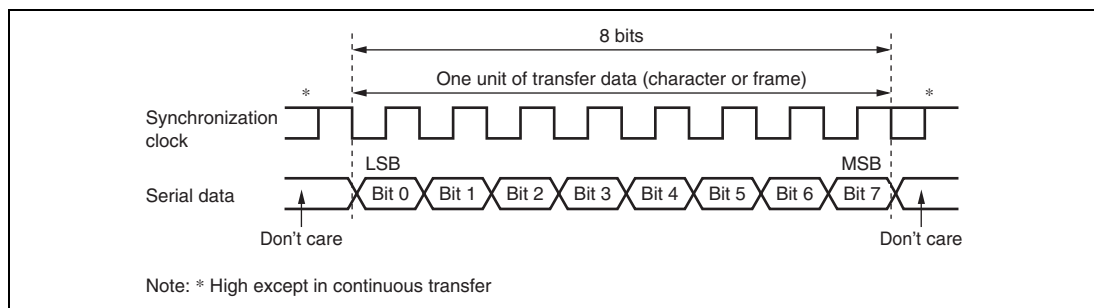 8 bits
One unit of transfer data (character or frame)
*
*
Synchronization
clock
LSB
MSB
Serial data
Bit 0
Bit 1
Bit 2
Bit 3
Bit 4
Bit 5
Bit 6
Bit 7
Don't care
Don't care
Note: * High except in continuous transfer